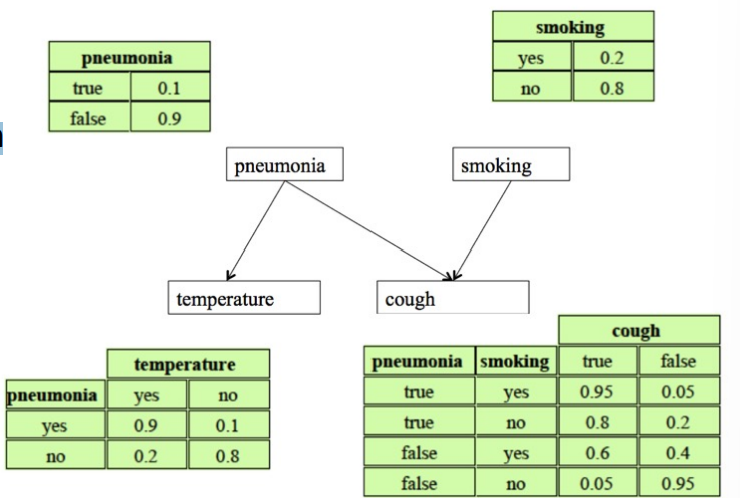 smoking
yes 0.2
no 0.8
pneumonia
true 0.1
false 0.9
pneumonia
smoking
temperature
cough
temperature
pneumonia yes no
yes 0.9 0.1
no 0.2 0.8
cough
pneumonia smoking true false
true yes 0.95 0.05
true no 0.8 0.2
false yes 0.6 0.4
false no 0.05 0.95